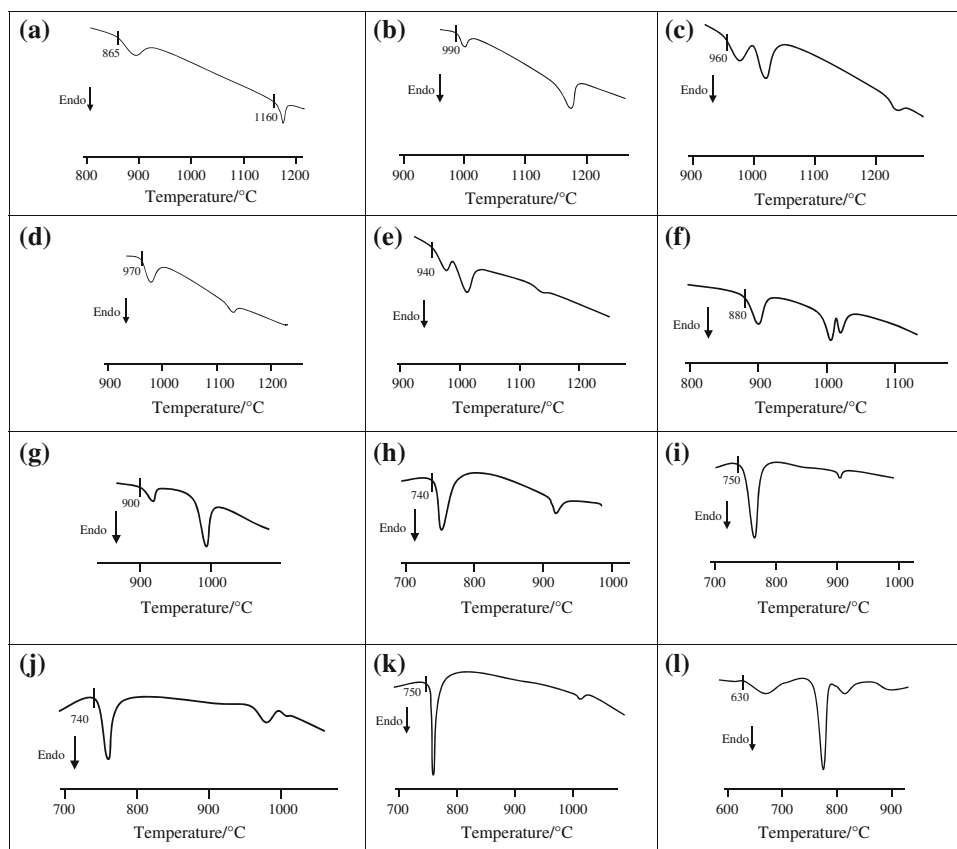 (a)
865
Endo
1160
800 900 1000 1100 1200
Temperature/°C
(b)
990
Endo
900 1000 1100 1200
Temperature/°C
(c)
960
Endo
900 1000 1100 1200
Temperature/°C
(d)
970
Endo
900 1000 1100 1200
Temperature/°C
(e)
940
Endo
900 1000 1100 1200
Temperature/°C
(f)
880
Endo
800 900 1000 1100
Temperature/°C
(g)
900
Endo
900 1000
Temperature/°C
(h)
740
Endo
700 800 900 1000
Temperature/°C
(i)
750
Endo
700 800 900 1000
Temperature/°C
(j)
740
Endo
700 800 900 1000
Temperature/°C
(k)
750
Endo
700 800 900 1000
Temperature/°C
(l)
630
Endo
600 700 800 900
Temperature/°C